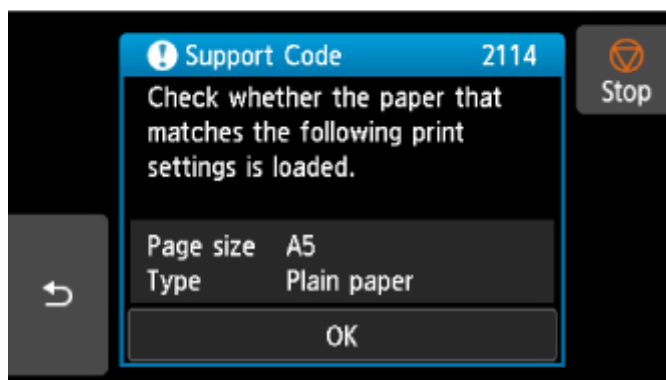 Support Code 2114
Stop
Check whether the paper that
matches the following print
settings is loaded.
Page size A5
Type Plain paper
OK